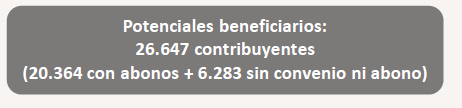 Potenciales beneficiarios:
26.647 contribuyentes
(20.364 con abonos + 6.283 sin convenio ni abono)